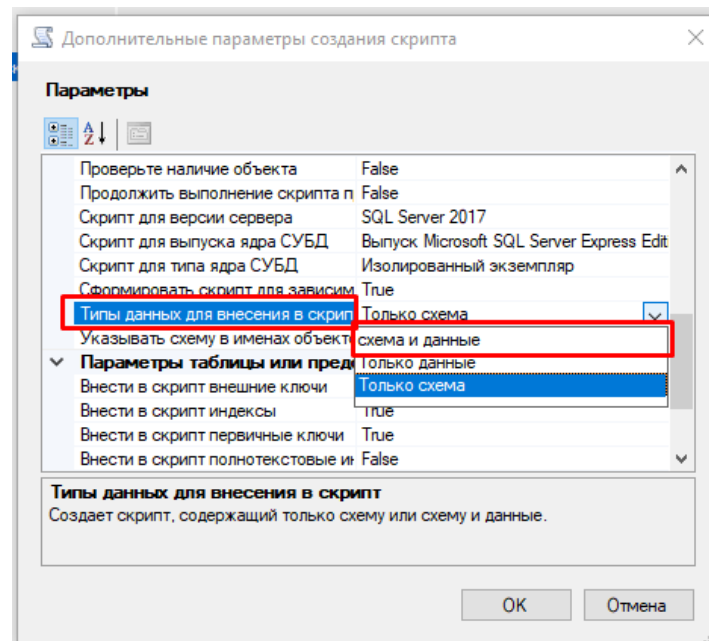 Дополнительные параметры создания скрипта
Параметры
Проверьте наличие объекта False
Продолжить выполнение скрипта п False
Скрипт для версии сервера SQL Server 2017
Скрипт для выпуска ядра СУБД Выпуск Microsoft SQL Server Express Edit
Скрипт для типа ядра СУБД Изолированный экземпляр
Сформировать скрипт для зависим True
Типы данных для внесения в скрип Только схема
Указывать схему в именах объект схема и данные
Параметры таблицы или пред Только данные
Внести в скрипт внешние ключи Только схема
Внести в скрипт индексы True
Внести в скрипт первичные ключи True
Внести в скрипт полнотекстовые ин False
Типы данных для внесения в скрипт
Создает скрипт, содержащий только схему или схему и данные.
OK Отмена